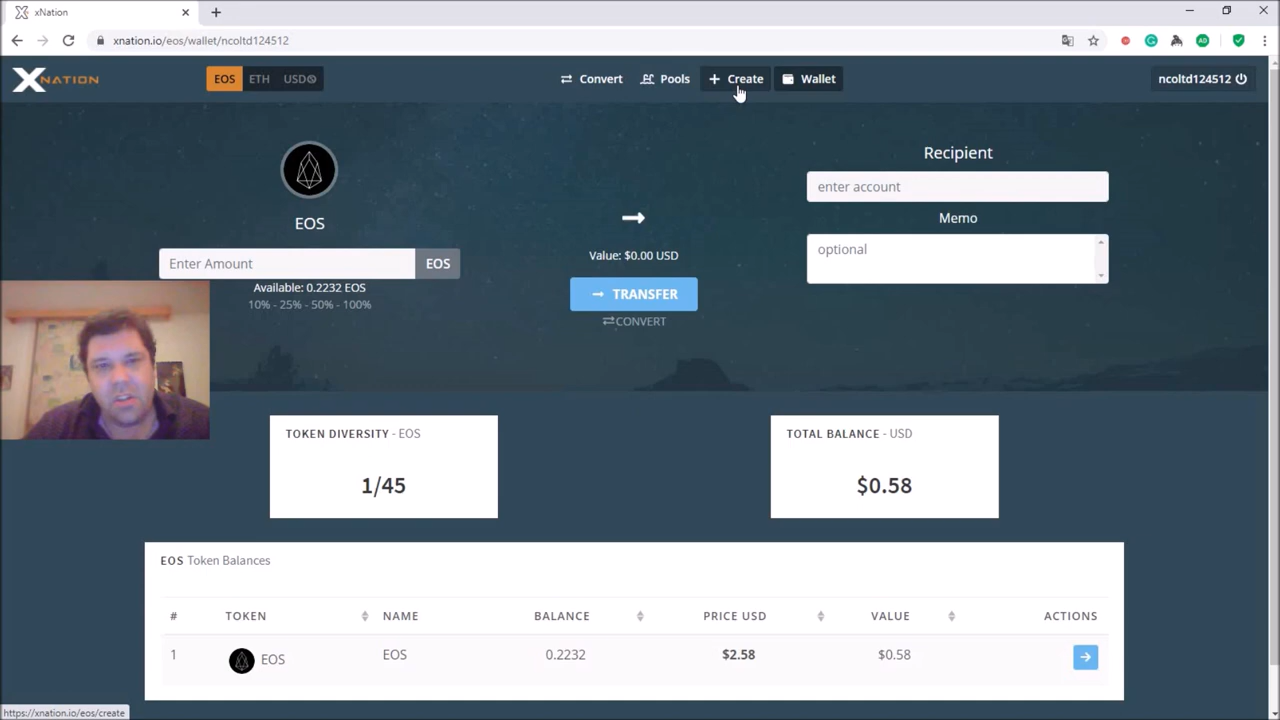 xNation
xnation.io/eos/wallet/ncoltd124512
XNATION
EOS ETH USD
Convert Pools Create Wallet
ncoltd124512
EOS
Enter Amount EOS
Available: 0.2232 EOS
10% - 25% - 50% - 100%
Value: $0.00 USD
TRANSFER
CONVERT
Recipient
enter account
Memo
optional
TOKEN DIVERSITY - EOS
1/45
TOTAL BALANCE - USD
$0.58
EOS Token Balances
# TOKEN NAME BALANCE PRICE USD VALUE ACTIONS
1 EOS EOS 0.2232 $2.58 $0.58
https://xnation.io/eos/create